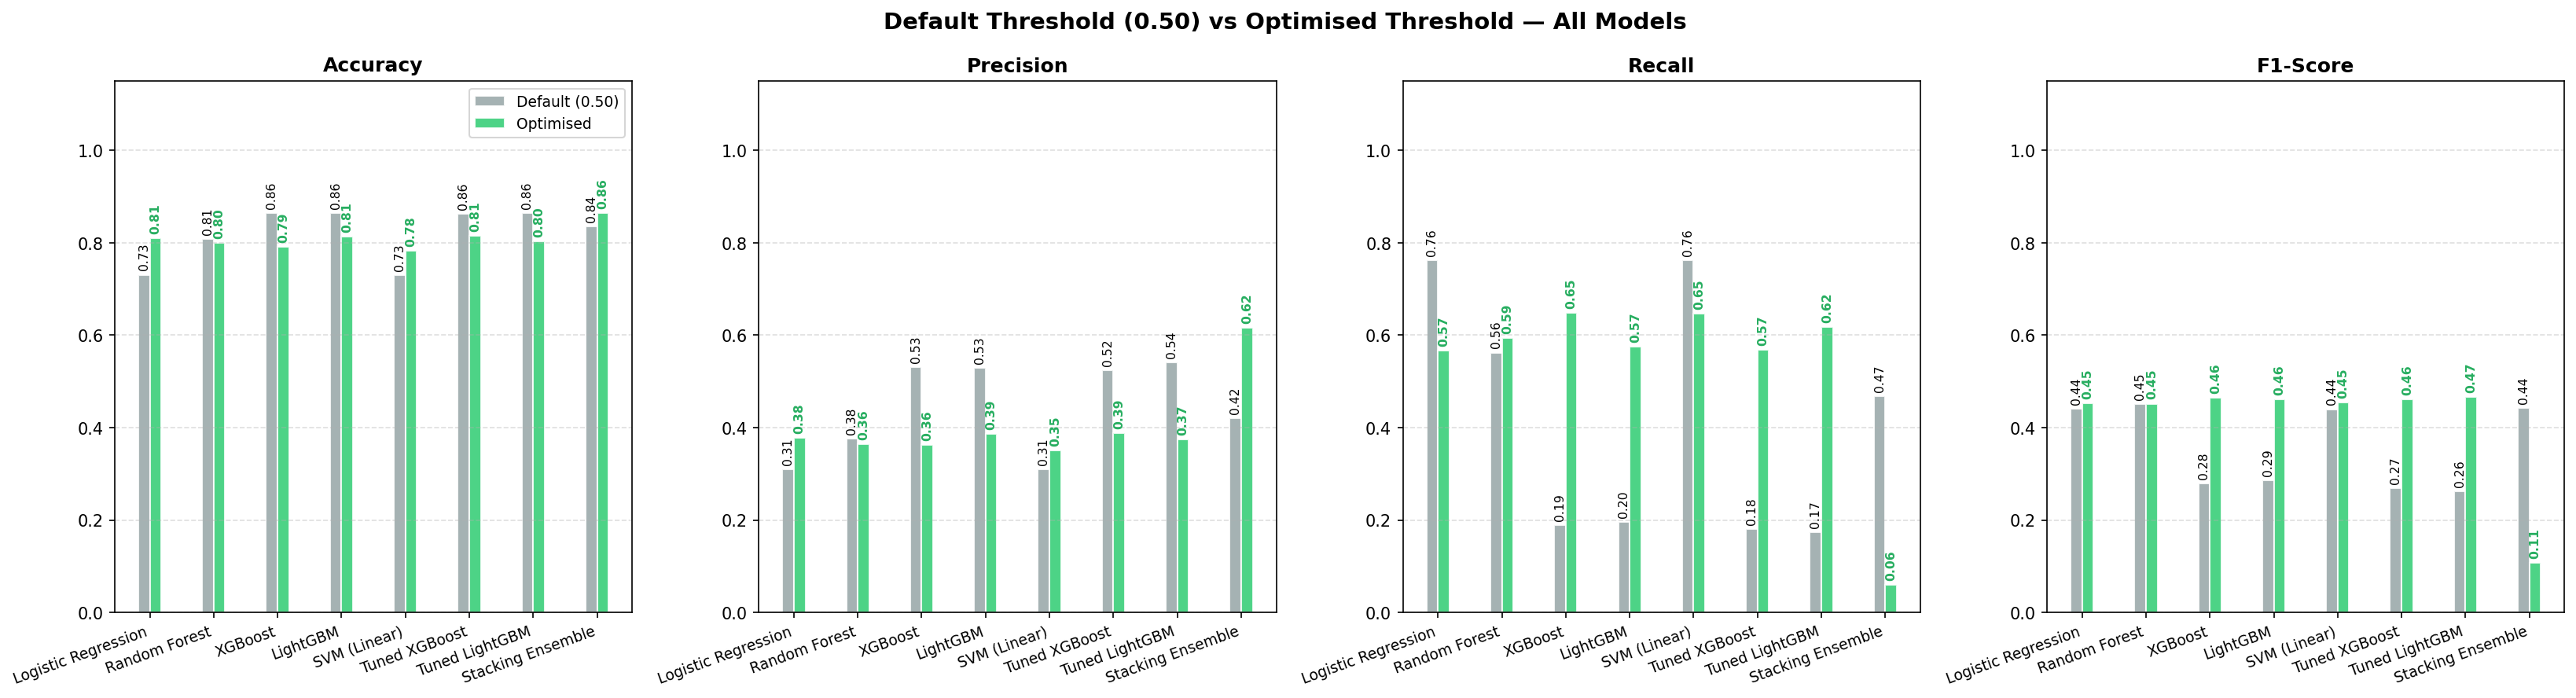 Default Threshold (0.50) vs Optimised Threshold — All Models
Accuracy
Default (0.50)
Optimised
1.0
0.8
0.6
0.4
0.2
0.0
0.73 0.81
0.81 0.80
0.86 0.79
0.86 0.81
0.73 0.78
0.86 0.81
0.86 0.80
0.84 0.86
Logistic Regression
Random Forest
XGBoost
LightGBM
SVM (Linear)
Tuned XGBoost
Tuned LightGBM
Stacking Ensemble
Precision
1.0
0.8
0.6
0.4
0.2
0.0
0.31 0.38
0.38 0.36
0.53 0.36
0.53 0.39
0.31 0.35
0.52 0.39
0.54 0.37
0.42 0.62
Logistic Regression
Random Forest
XGBoost
LightGBM
SVM (Linear)
Tuned XGBoost
Tuned LightGBM
Stacking Ensemble
Recall
1.0
0.8
0.6
0.4
0.2
0.0
0.76 0.57
0.56 0.59
0.19 0.65
0.20 0.57
0.76 0.65
0.18 0.57
0.17 0.62
0.47 0.06
Logistic Regression
Random Forest
XGBoost
LightGBM
SVM (Linear)
Tuned XGBoost
Tuned LightGBM
Stacking Ensemble
F1-Score
1.0
0.8
0.6
0.4
0.2
0.0
0.44 0.45
0.45 0.45
0.28 0.46
0.29 0.46
0.44 0.45
0.27 0.46
0.26 0.47
0.44 0.11
Logistic Regression
Random Forest
XGBoost
LightGBM
SVM (Linear)
Tuned XGBoost
Tuned LightGBM
Stacking Ensemble